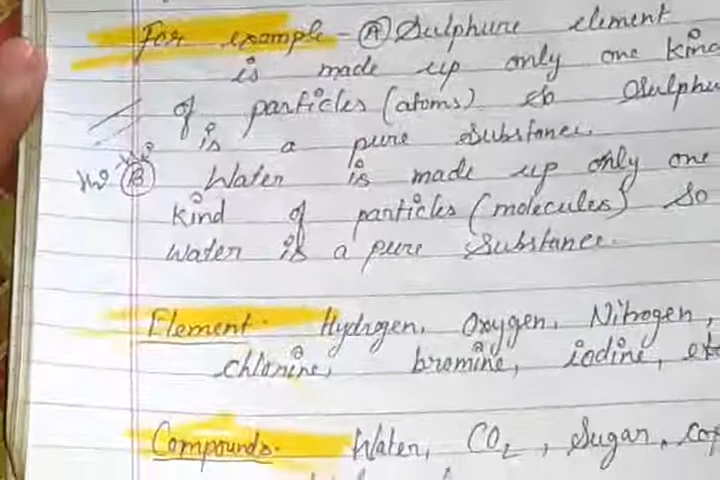 For example - (A) Sulphure element
is made up only one kind
of particles (atoms) so Sulphu
is a pure substance.
(B) Water is made up only one
kind of particles (molecules) so
water is a pure substance.
Element. Hydrogen, Oxygen, Nitrogen,
chlorine, bromine, iodine, etc
Compounds. Water, CO₂, Sugar,